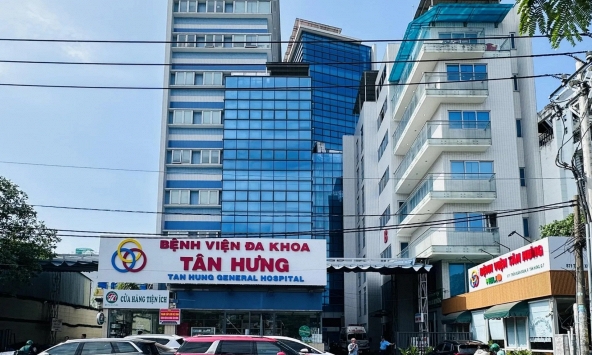 BỆNH VIỆN ĐA KHOA
TÂN HƯNG
TAN HUNG GENERAL HOSPITAL
CỬA HÀNG TIỆN ÍCH
BỆNH VIỆN TÂN HƯNG